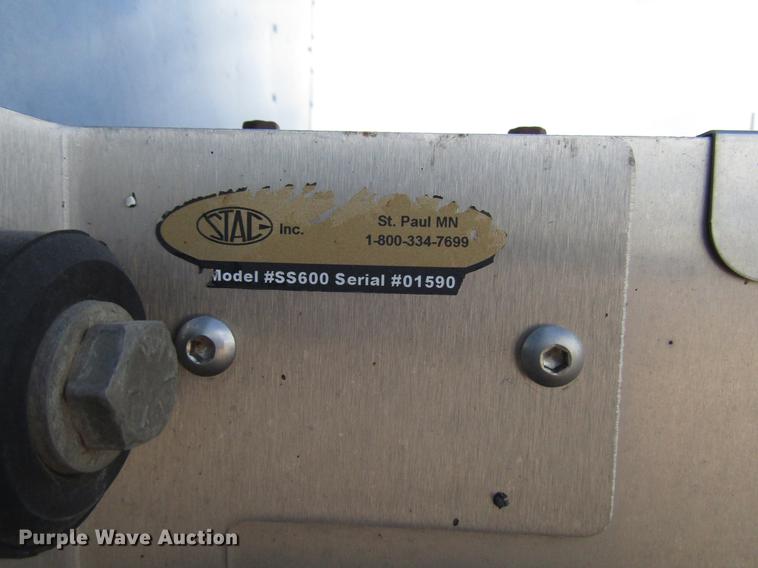 STAG Inc.
St. Paul MN
1-800-334-7699
Model #SS600 Serial #01590
Purple Wave Auction